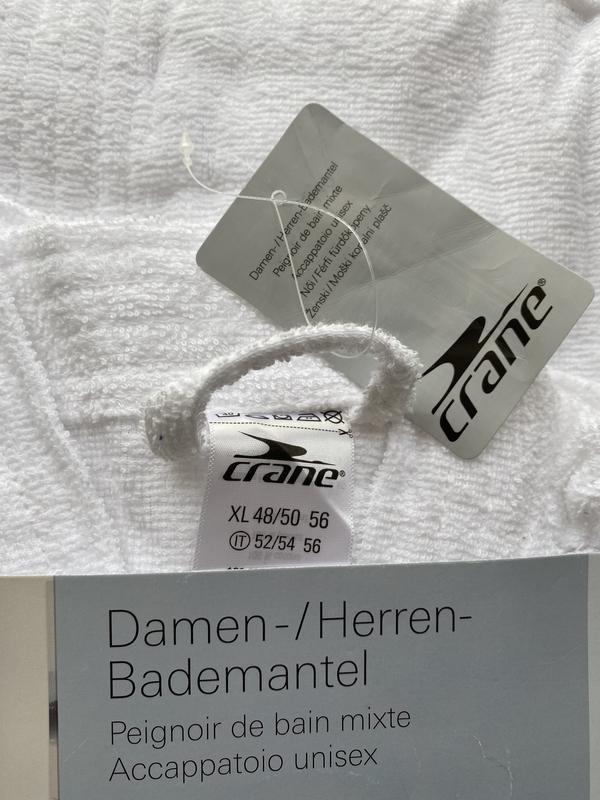 Damen-/Herren-Bademantel
Peignoir de bain mixte
Accappatoio unisex
Női/Férfi fürdőköpeny
Ženski/Moški kopalni plašč
crane®
crane®
XL 48/50 56
IT 52/54 56
Damen-/Herren-
Bademantel
Peignoir de bain mixte
Accappatoio unisex